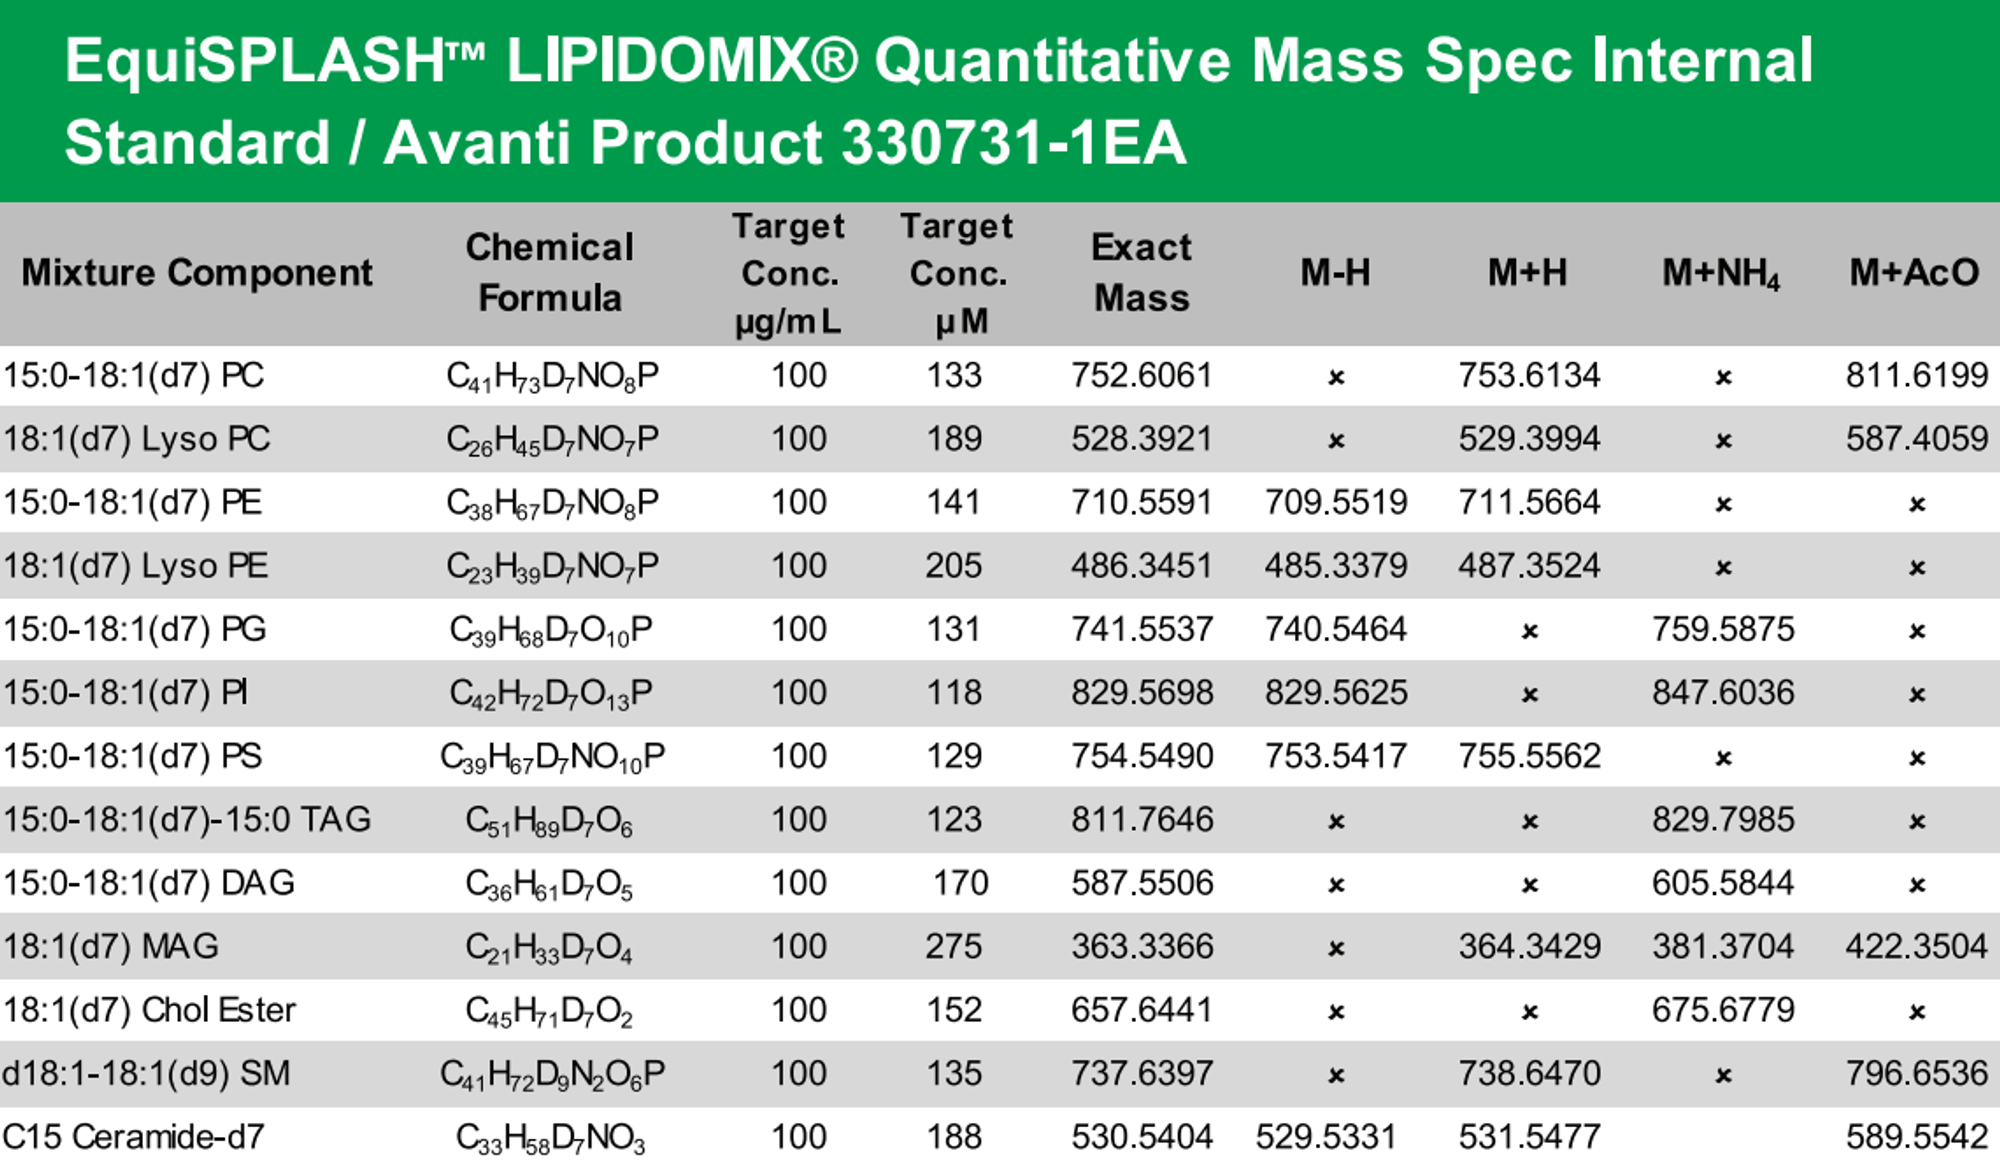 EquiSPLASH™ LIPIDOMIX® Quantitative Mass Spec Internal
Standard / Avanti Product 330731-1EA
Mixture Component Chemical Formula Target Conc. µg/mL Target Conc. µM Exact Mass M-H M+H M+NH₄ M+AcO
15:0-18:1(d7) PC C₄₁H₇₃D₇NO₈P 100 133 752.6061 × 753.6134 × 811.6199
18:1(d7) Lyso PC C₂₆H₄₅D₇NO₇P 100 189 528.3921 × 529.3994 × 587.4059
15:0-18:1(d7) PE C₃₈H₆₇D₇NO₈P 100 141 710.5591 709.5519 711.5664 × ×
18:1(d7) Lyso PE C₂₃H₃₉D₇NO₇P 100 205 486.3451 485.3379 487.3524 × ×
15:0-18:1(d7) PG C₃₉H₆₈D₇O₁₀P 100 131 741.5537 740.5464 × 759.5875 ×
15:0-18:1(d7) PI C₄₂H₇₂D₇O₁₃P 100 118 829.5698 829.5625 × 847.6036 ×
15:0-18:1(d7) PS C₃₉H₆₇D₇NO₁₀P 100 129 754.5490 753.5417 755.5562 × ×
15:0-18:1(d7)-15:0 TAG C₅₁H₈₉D₇O₆ 100 123 811.7646 × × 829.7985 ×
15:0-18:1(d7) DAG C₃₆H₆₁D₇O₅ 100 170 587.5506 × × 605.5844 ×
18:1(d7) MAG C₂₁H₃₃D₇O₄ 100 275 363.3366 × 364.3429 381.3704 422.3504
18:1(d7) Chol Ester C₄₅H₇₁D₇O₂ 100 152 657.6441 × × 675.6779 ×
d18:1-18:1(d9) SM C₄₁H₇₂D₉N₂O₆P 100 135 737.6397 × 738.6470 × 796.6536
C15 Ceramide-d7 C₃₃H₅₈D₇NO₃ 100 188 530.5404 529.5331 531.5477 589.5542